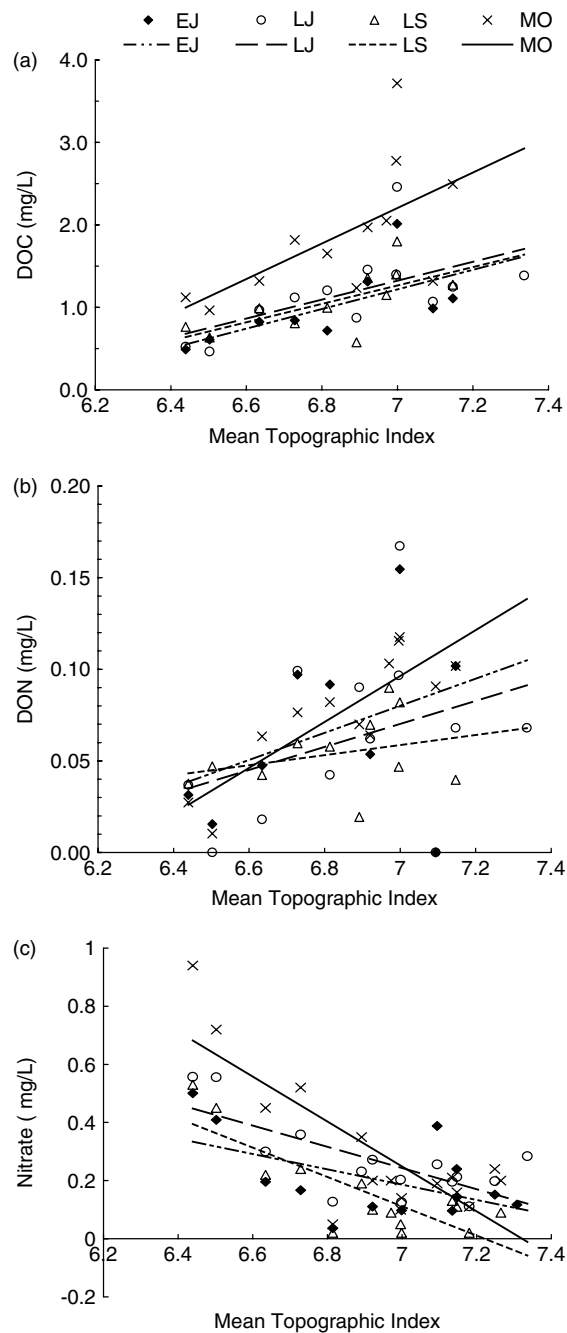 EJ LJ LS MO
EJ LJ LS MO
(a)
4.0
3.0
2.0
1.0
0.0
DOC (mg/L)
6.2 6.4 6.6 6.8 7 7.2 7.4
Mean Topographic Index
(b)
0.20
0.15
0.10
0.05
0.00
DON (mg/L)
6.2 6.4 6.6 6.8 7 7.2 7.4
Mean Topographic Index
(c)
1
0.8
0.6
0.4
0.2
0
-0.2
Nitrate ( mg/L)
6.2 6.4 6.6 6.8 7 7.2 7.4
Mean Topographic Index